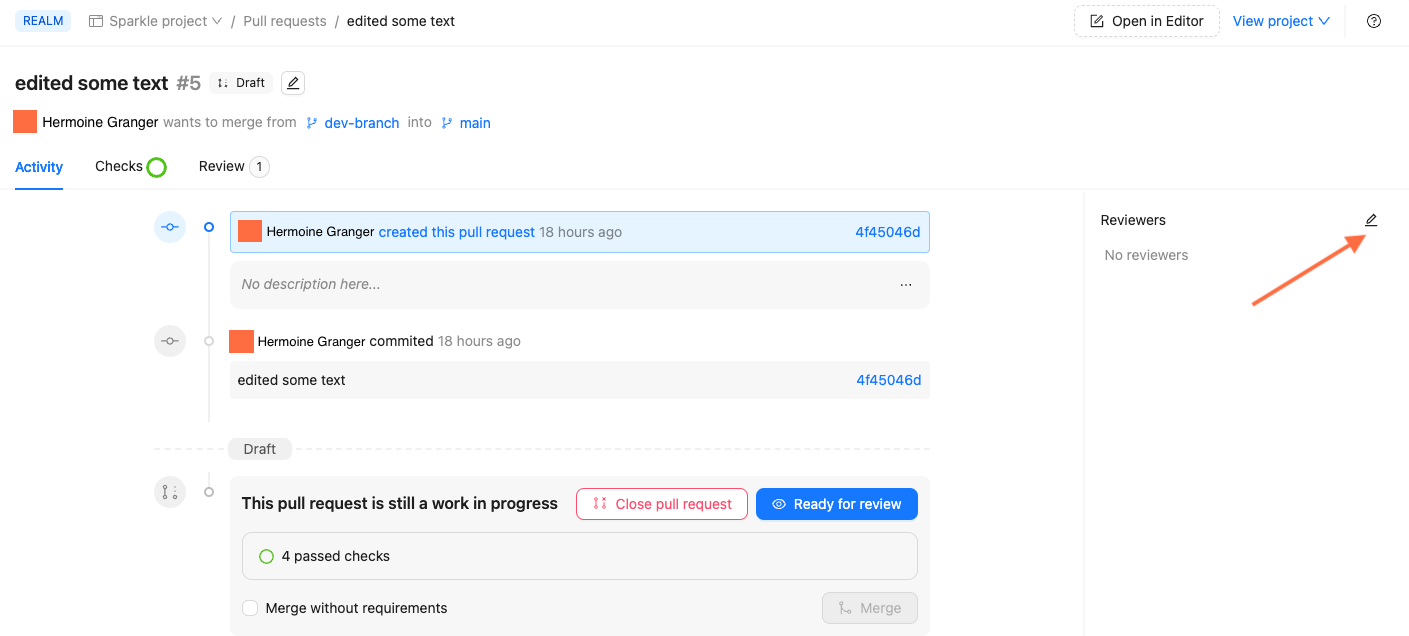 REALM Sparkle project / Pull requests / edited some text Open in Editor View project
edited some text #5 Draft
Hermoine Granger wants to merge from dev-branch into main
Activity Checks Review 1
Hermoine Granger created this pull request 18 hours ago 4f45046d
Reviewers
No reviewers
No description here...
Hermoine Granger commited 18 hours ago
edited some text 4f45046d
Draft
This pull request is still a work in progress Close pull request Ready for review
4 passed checks
Merge without requirements Merge